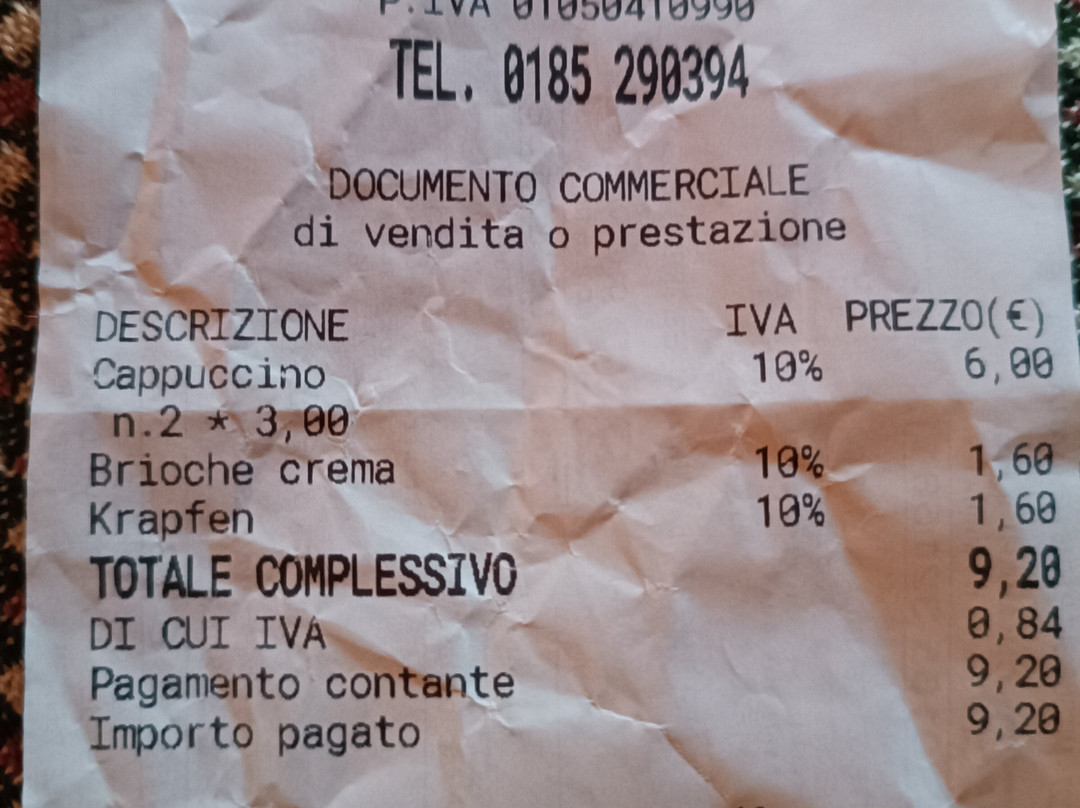 P.IVA 01050410990
TEL. 0185 290394
DOCUMENTO COMMERCIALE
di vendita o prestazione
DESCRIZIONE IVA PREZZO(€)
Cappuccino 10% 6,00
n.2 * 3,00
Brioche crema 10% 1,60
Krapfen 10% 1,60
TOTALE COMPLESSIVO 9,20
DI CUI IVA 0,84
Pagamento contante 9,20
Importo pagato 9,20